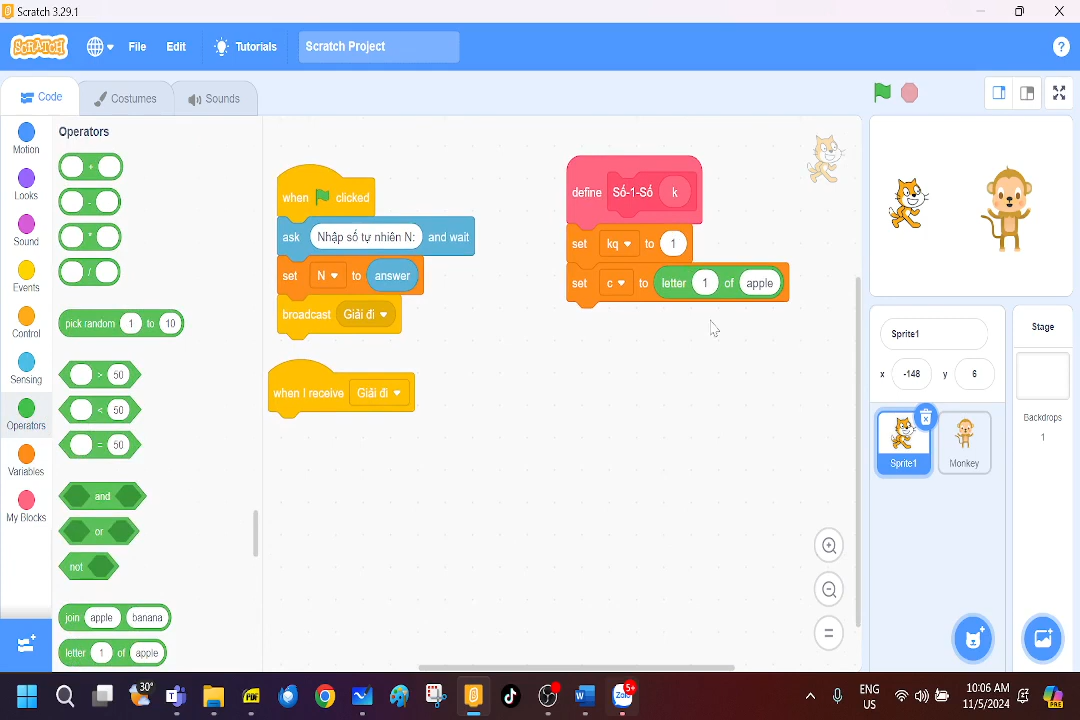 Scratch 3.29.1
SCRATCH File Edit Tutorials Scratch Project
Code Costumes Sounds
Motion
Looks
Sound
Events
Control
Sensing
Operators
Variables
My Blocks
Operators
+
-
*
/
pick random 1 to 10
> 50
< 50
= 50
and
or
not
join apple banana
letter 1 of apple
when clicked
ask Nhập số tự nhiên N: and wait
set N to answer
broadcast Giải đi
when I receive Giải đi
define Số-1-Số k
set kq to 1
set c to letter 1 of apple
Sprite1
x -148 y 6
Sprite1 Monkey
Stage
Backdrops
1
PDF
5+
30°
ENG
US
10:06 AM
11/5/2024
PRE